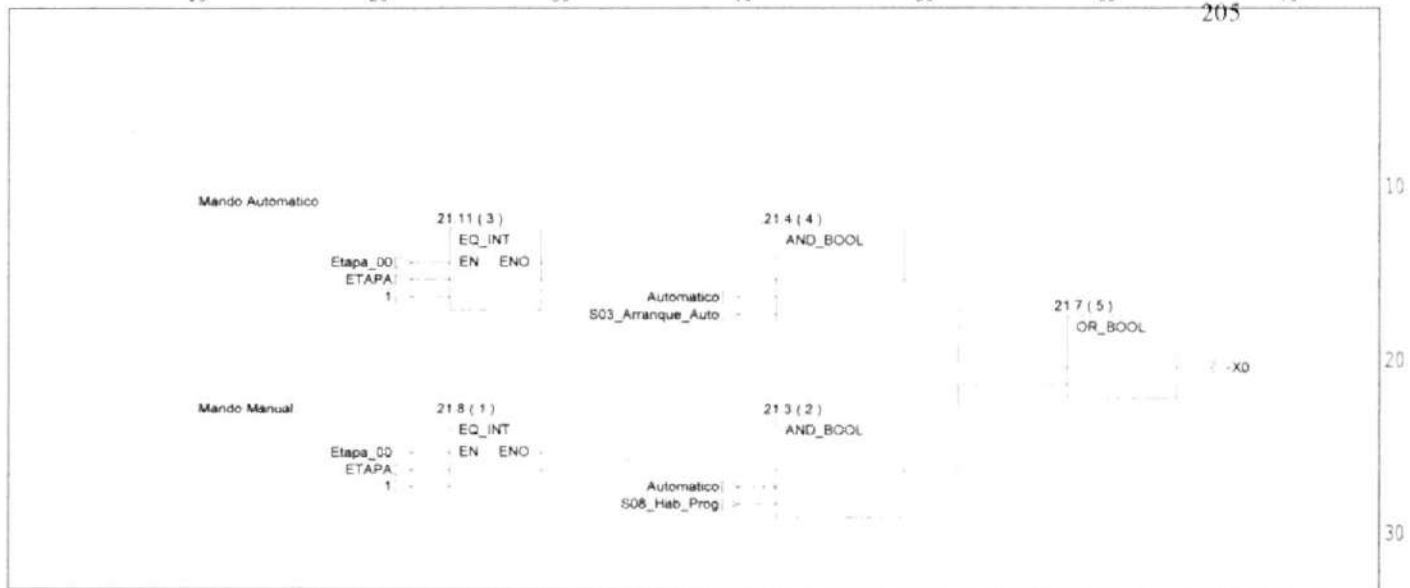 205
Mando Automatico
21.11 ( 3 )
EQ_INT
EN ENO
Etapa_00
ETAPA
1
21.4 ( 4 )
AND_BOOL
Automatico
S03_Arranque_Auto
21.7 ( 5 )
OR_BOOL
X0
Mando Manual
21.8 ( 1 )
EQ_INT
EN ENO
Etapa_00
ETAPA
1
21.3 ( 2 )
AND_BOOL
Automatico
S08_Hab_Prog
10
20
30